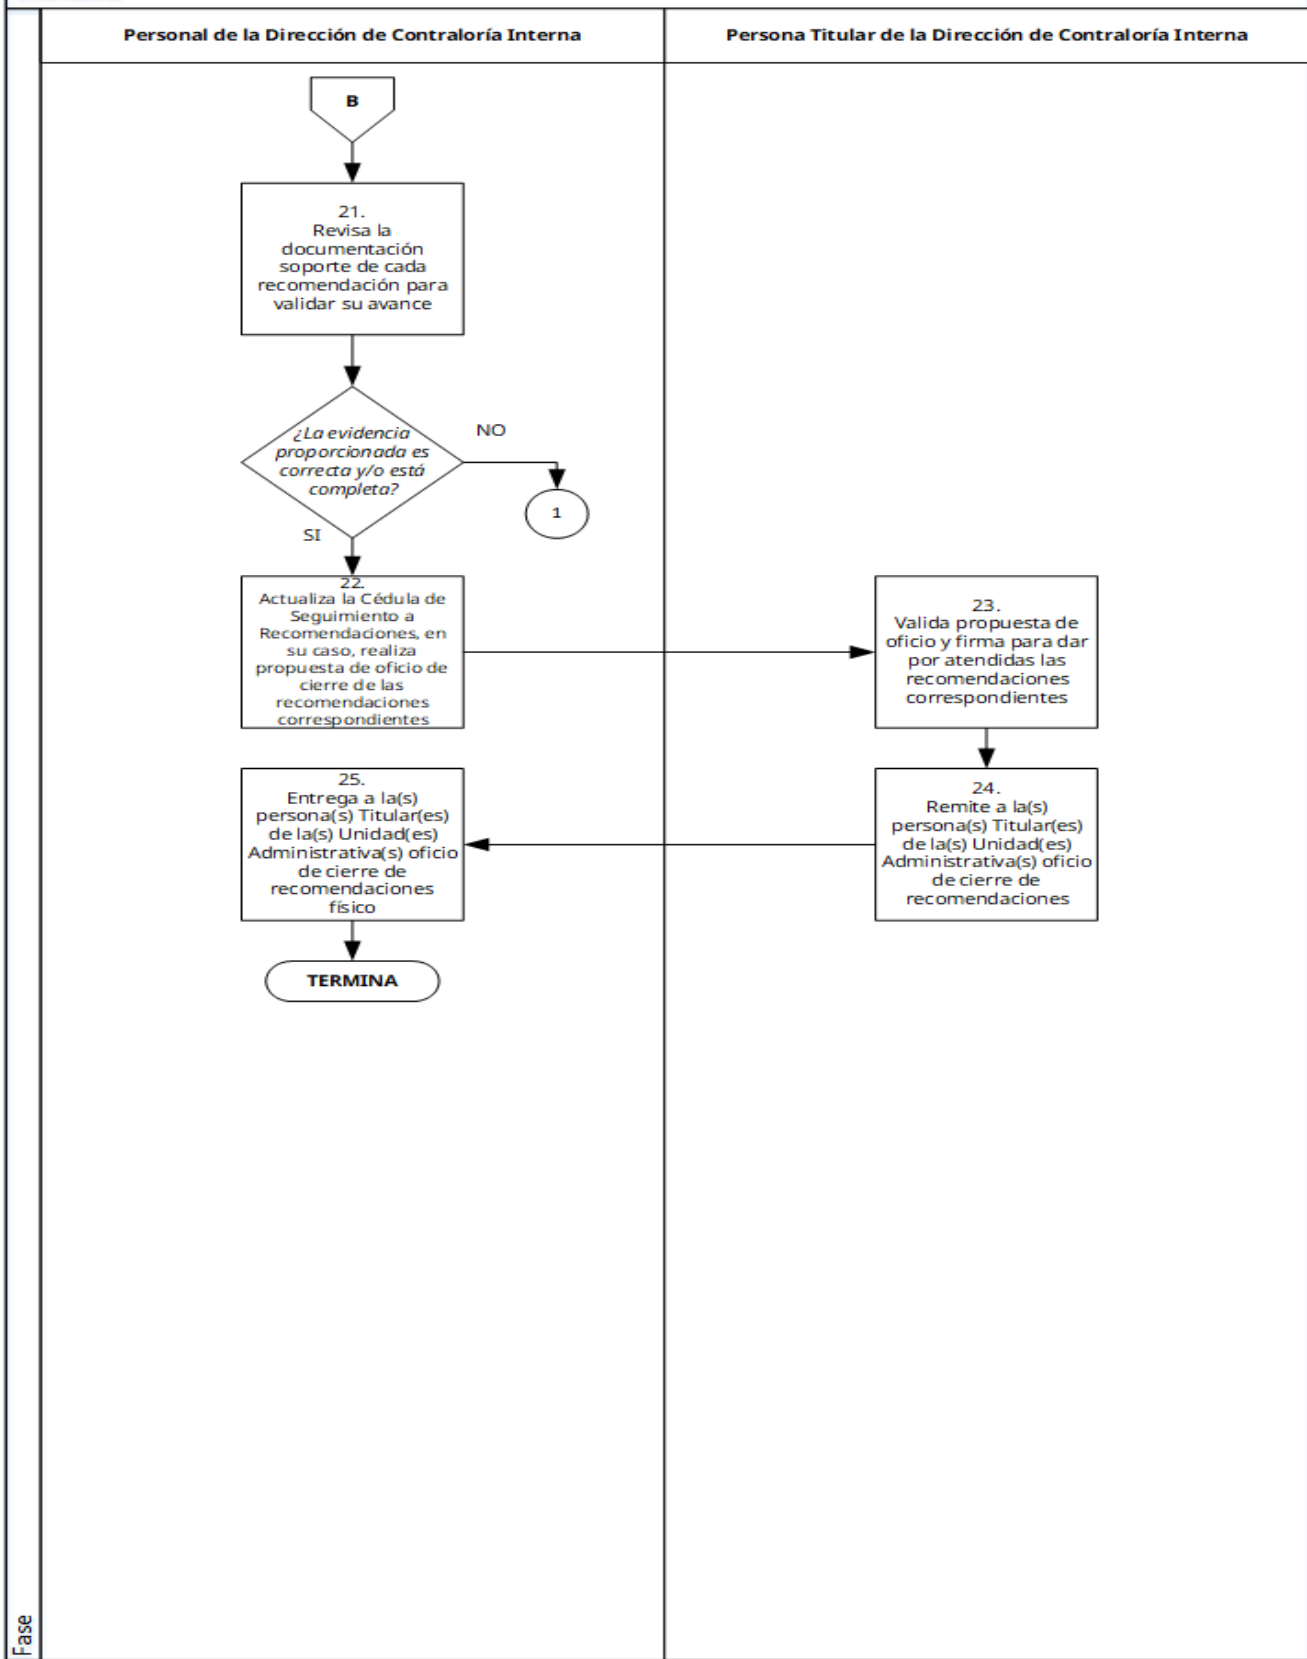 Personal de la Dirección de Contraloría Interna
Persona Titular de la Dirección de Contraloría Interna
B
21.
Revisa la
documentación
soporte de cada
recomendación para
validar su avance
¿La evidencia
proporcionada es
correcta y/o está
completa?
NO
1
SI
22.
Actualiza la Cédula de
Seguimiento a
Recomendaciones, en
su caso, realiza
propuesta de oficio de
cierre de las
recomendaciones
correspondientes
23.
Valida propuesta de
oficio y firma para dar
por atendidas las
recomendaciones
correspondientes
24.
Remite a la(s)
persona(s) Titular(es)
de la(s) Unidad(es)
Administrativa(s) oficio
de cierre de
recomendaciones
25.
Entrega a la(s)
persona(s) Titular(es)
de la(s) Unidad(es)
Administrativa(s) oficio
de cierre de
recomendaciones
físico
TERMINA
Fase